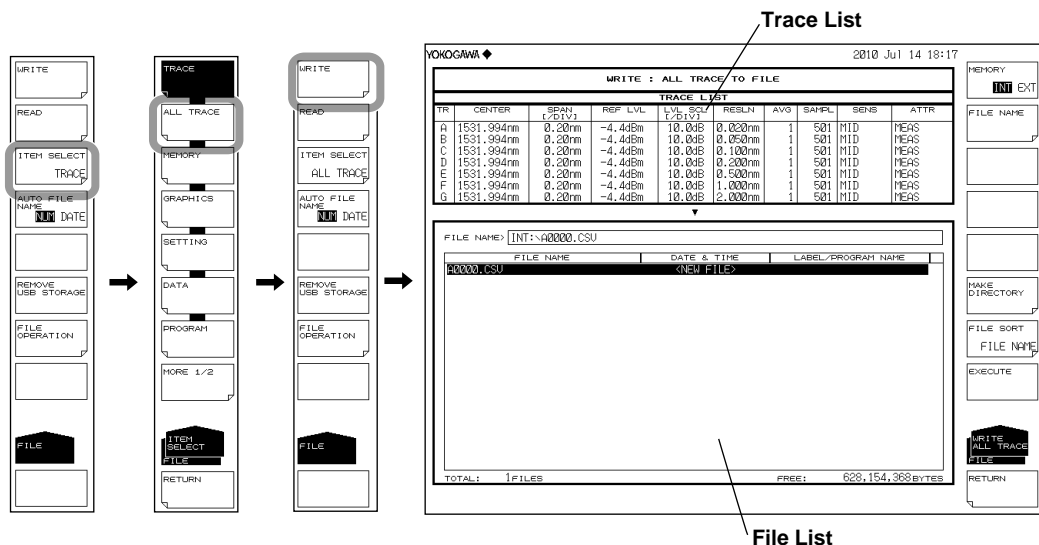 Trace List
WRITE
READ
ITEM SELECT
TRACE
AUTO FILE
NAME
NUM DATE
REMOVE
USB STORAGE
FILE
OPERATION
FILE
TRACE
ALL TRACE
MEMORY
GRAPHICS
SETTING
DATA
PROGRAM
MORE 1/2
ITEM
SELECT
FILE
RETURN
WRITE
READ
ITEM SELECT
ALL TRACE
AUTO FILE
NAME
NUM DATE
REMOVE
USB STORAGE
FILE
OPERATION
FILE
YOKOGAWA 2010 Jul 14 18:17
WRITE : ALL TRACE TO FILE
TRACE LIST
TR CENTER SPAN [/DIV] REF LVL LVL SCL [/DIV] RESLN AVG SAMPL SENS ATTR
A 1531.994nm 0.20nm -4.4dBm 10.0dB 0.020nm 1 501 MID MEAS
B 1531.994nm 0.20nm -4.4dBm 10.0dB 0.050nm 1 501 MID MEAS
C 1531.994nm 0.20nm -4.4dBm 10.0dB 0.100nm 1 501 MID MEAS
D 1531.994nm 0.20nm -4.4dBm 10.0dB 0.200nm 1 501 MID MEAS
E 1531.994nm 0.20nm -4.4dBm 10.0dB 0.500nm 1 501 MID MEAS
F 1531.994nm 0.20nm -4.4dBm 10.0dB 1.000nm 1 501 MID MEAS
G 1531.994nm 0.20nm -4.4dBm 10.0dB 2.000nm 1 501 MID MEAS
FILE NAME> INT:\A0000.CSV
FILE NAME DATE & TIME LABEL/PROGRAM NAME
A0000.CSV <NEW FILE>
TOTAL: 1FILES FREE: 628,154,368BYTES
MEMORY
INT EXT
FILE NAME
MAKE
DIRECTORY
FILE SORT
FILE NAME
EXECUTE
WRITE
ALL TRACE
FILE
RETURN
File List